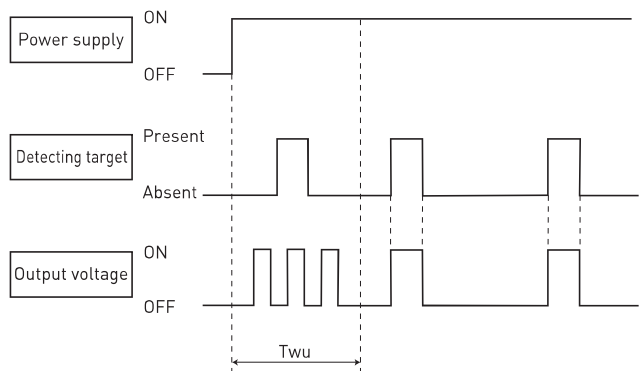 Power supply
ON
OFF
Detecting target
Present
Absent
Output voltage
ON
OFF
Twu